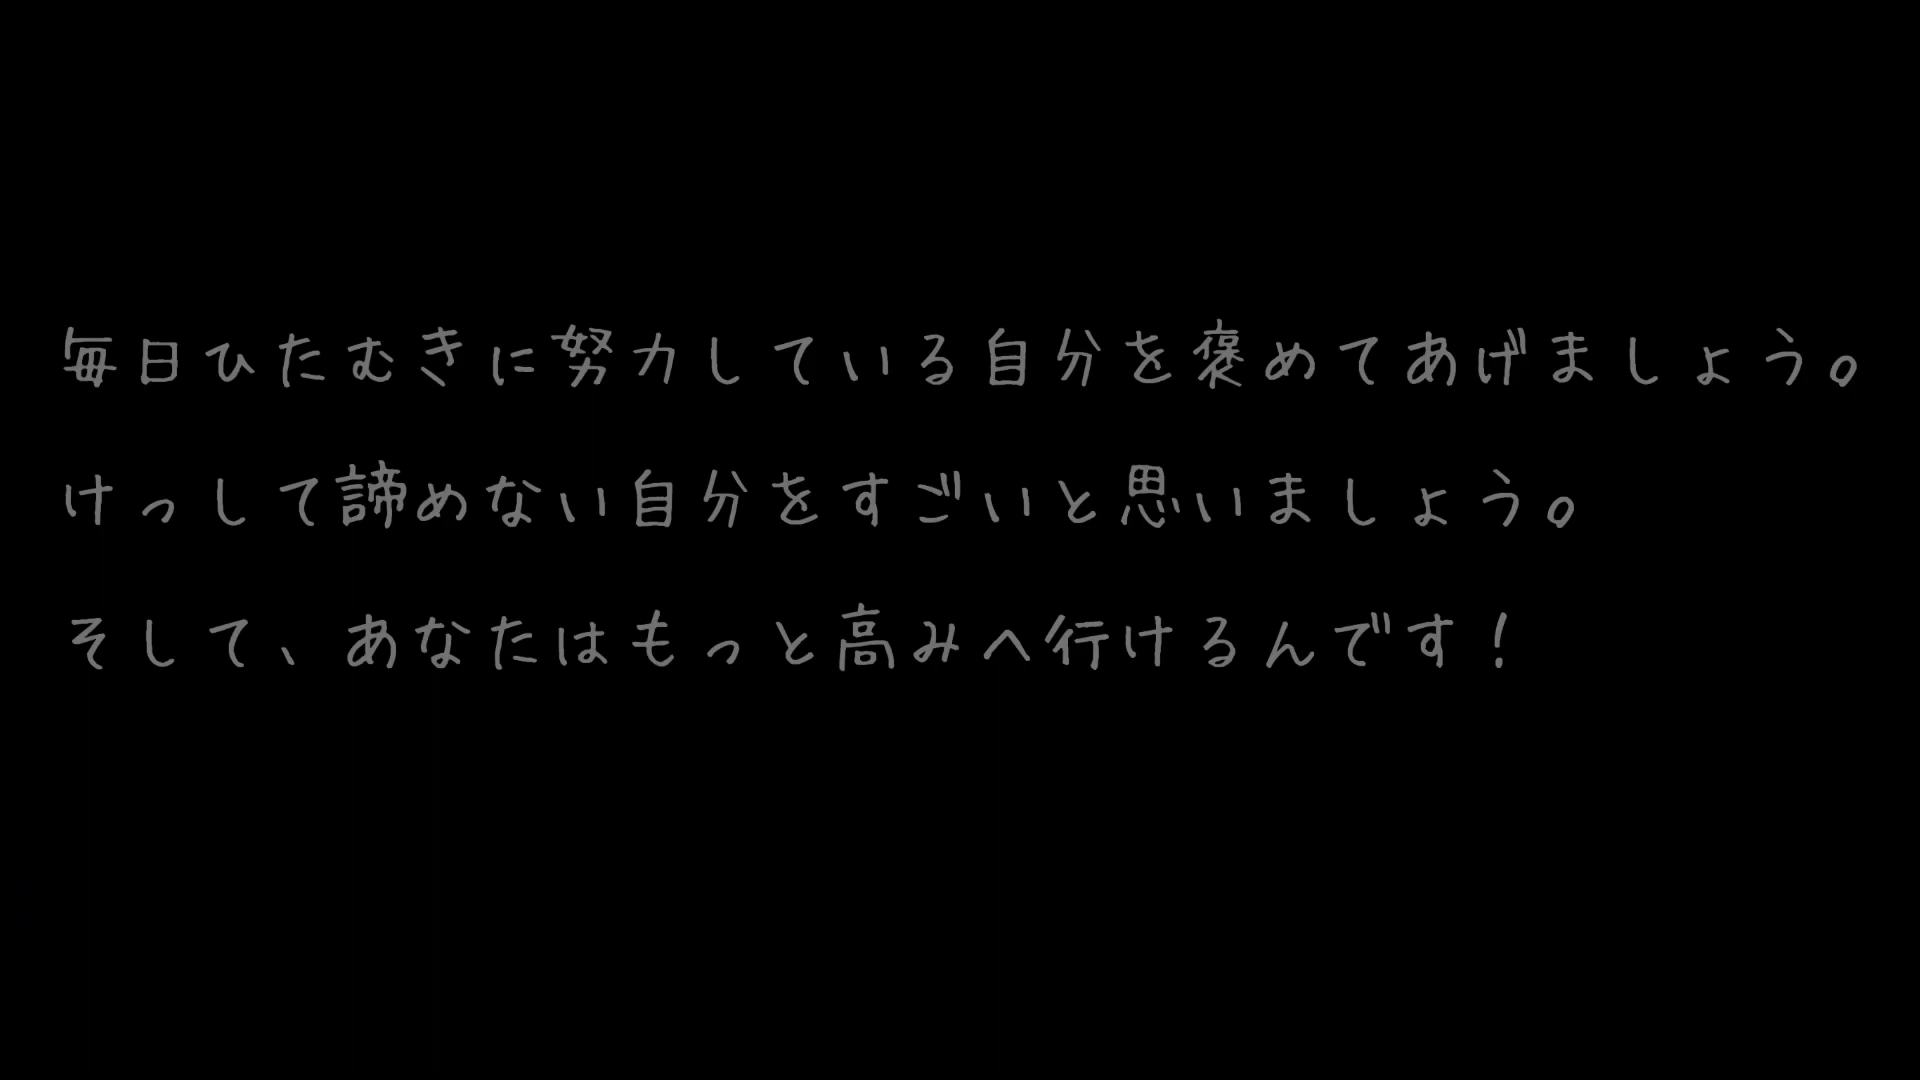 毎日ひたむきに努力している自分を褒めてあげましょう。
けっして諦めない自分をすごいと思いましょう。
そして、あなたはもっと高みへ行けるんです！